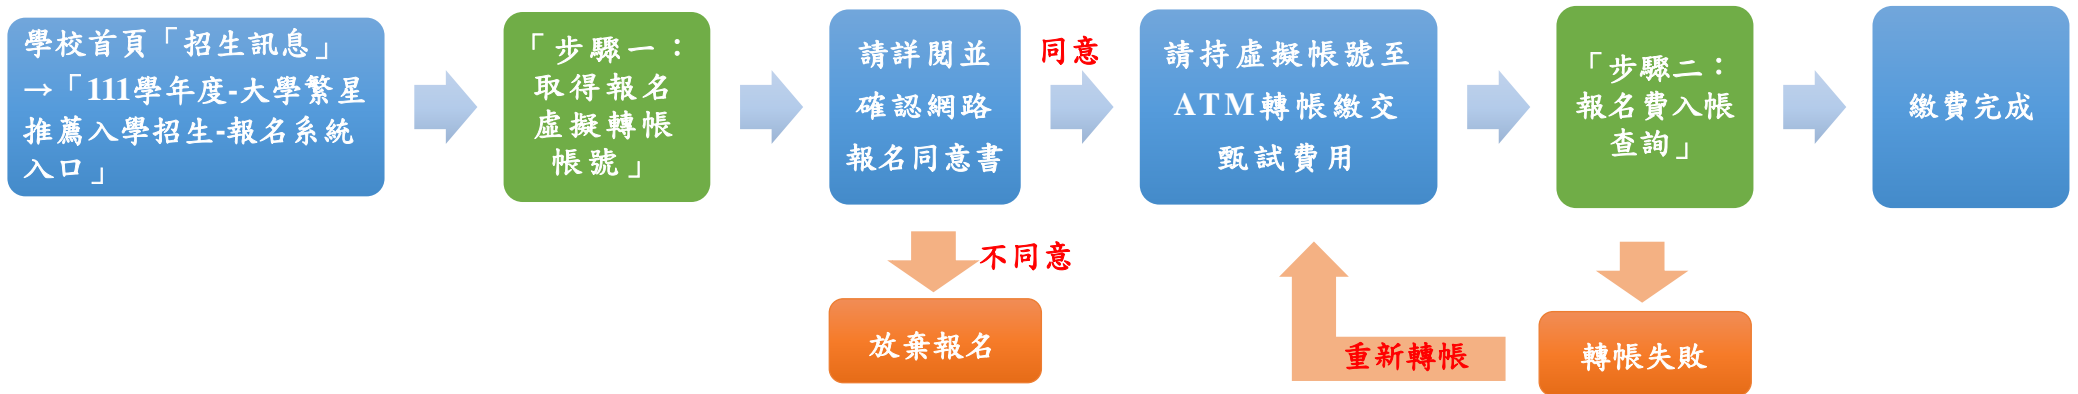 學校首頁「招生訊息」
→「111學年度-大學繁星
推薦入學招生-報名系統
入口」
「步驟一：
取得報名
虛擬轉帳
帳號」
請詳閱並
確認網路
報名同意書
同意
請持虛擬帳號至
ATM轉帳繳交
甄試費用
「步驟二：
報名費入帳
查詢」
繳費完成
不同意
放棄報名
重新轉帳
轉帳失敗